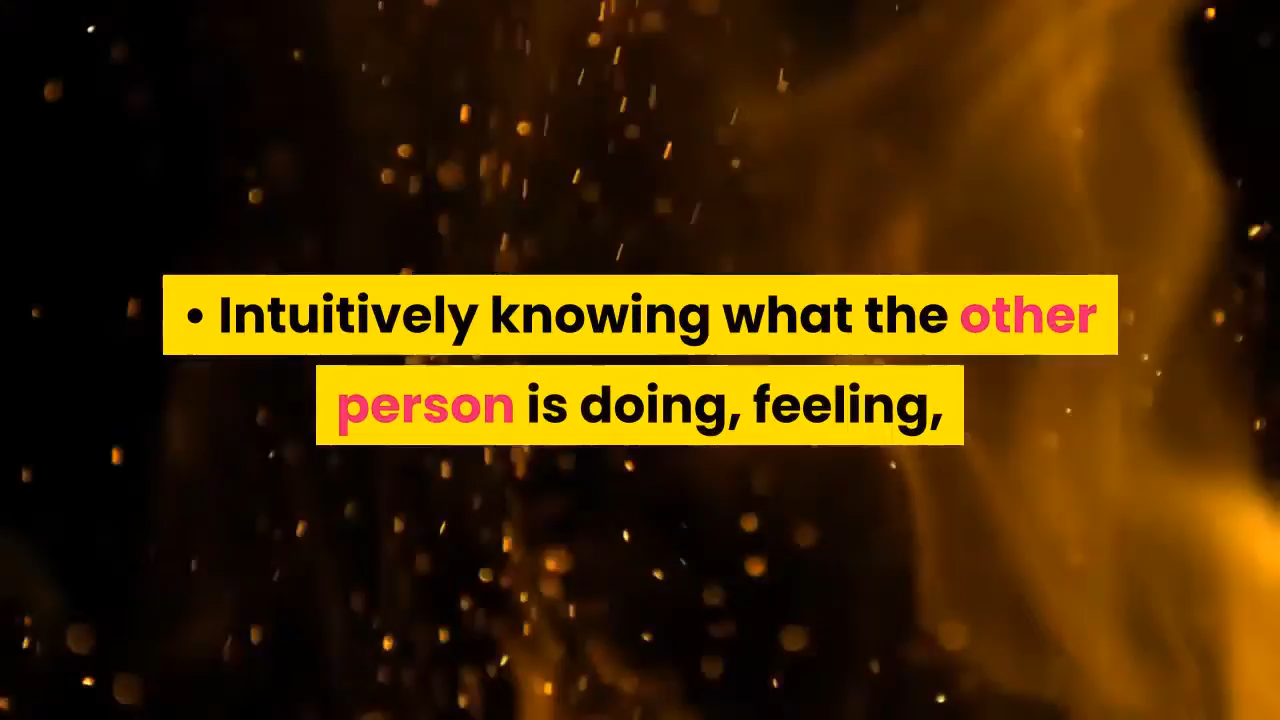 • Intuitively knowing what the other
person is doing, feeling,